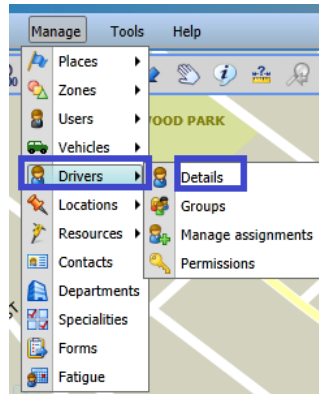 Manage Tools Help
Places
Zones
Users
OOD PARK
Vehicles
Drivers
Details
Locations
Groups
Resources
Manage assignments
Contacts
Permissions
Departments
Specialities
Forms
Fatigue